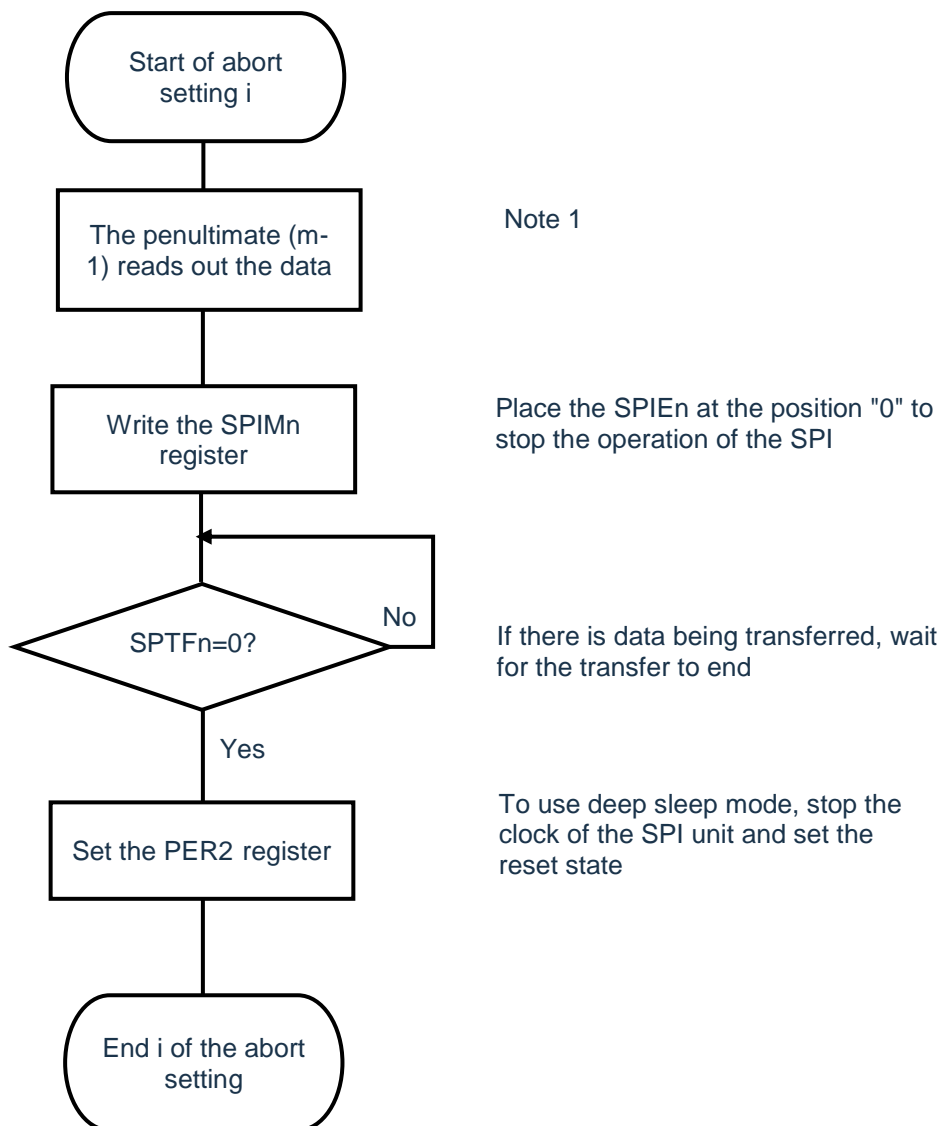 Start of abort
setting i
The penultimate (m-
1) reads out the data
Note 1
Write the SPIMn
register
Place the SPIEn at the position "0" to
stop the operation of the SPI
No
SPTFn=0?
If there is data being transferred, wait
for the transfer to end
Yes
Set the PER2 register
To use deep sleep mode, stop the
clock of the SPI unit and set the
reset state
End i of the abort
setting